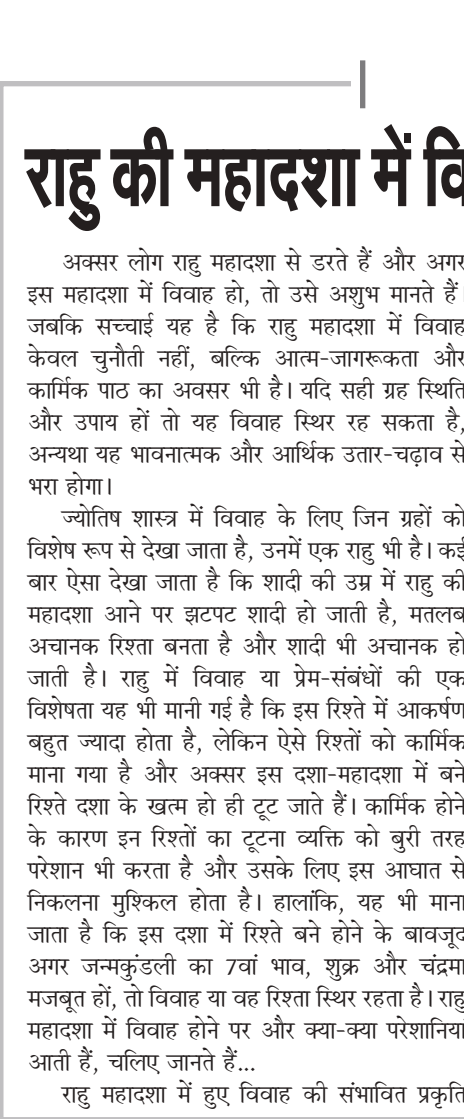 राहु की महादशा में वि
अक्सर लोग राहु महादशा से डरते हैं और अगर
इस महादशा में विवाह हो, तो उसे अशुभ मानते हैं।
जबकि सच्चाई यह है कि राहु महादशा में विवाह
केवल चुनौती नहीं, बल्कि आत्म-जागरूकता और
कार्मिक पाठ का अवसर भी है। यदि सही ग्रह स्थिति
और उपाय हों तो यह विवाह स्थिर रह सकता है,
अन्यथा यह भावनात्मक और आर्थिक उतार-चढ़ाव से
भरा होगा।
ज्योतिष शास्त्र में विवाह के लिए जिन ग्रहों को
विशेष रूप से देखा जाता है, उनमें एक राहु भी है। कई
बार ऐसा देखा जाता है कि शादी की उम्र में राहु की
महादशा आने पर झटपट शादी हो जाती है, मतलब
अचानक रिश्ता बनता है और शादी भी अचानक हो
जाती है। राहु में विवाह या प्रेम-संबंधों की एक
विशेषता यह भी मानी गई है कि इस रिश्ते में आकर्षण
बहुत ज्यादा होता है, लेकिन ऐसे रिश्तों को कार्मिक
माना गया है और अक्सर इस दशा-महादशा में बने
रिश्ते दशा के खत्म हो ही टूट जाते हैं। कार्मिक होने
के कारण इन रिश्तों का टूटना व्यक्ति को बुरी तरह
परेशान भी करता है और उसके लिए इस आघात से
निकलना मुश्किल होता है। हालांकि, यह भी माना
जाता है कि इस दशा में रिश्ते बने होने के बावजूद
अगर जन्मकुंडली का 7वां भाव, शुक्र और चंद्रमा
मजबूत हों, तो विवाह या वह रिश्ता स्थिर रहता है। राहु
महादशा में विवाह होने पर और क्या-क्या परेशानिया
आती हैं, चलिए जानते हैं...
राहु महादशा में हुए विवाह की संभावित प्रकृति